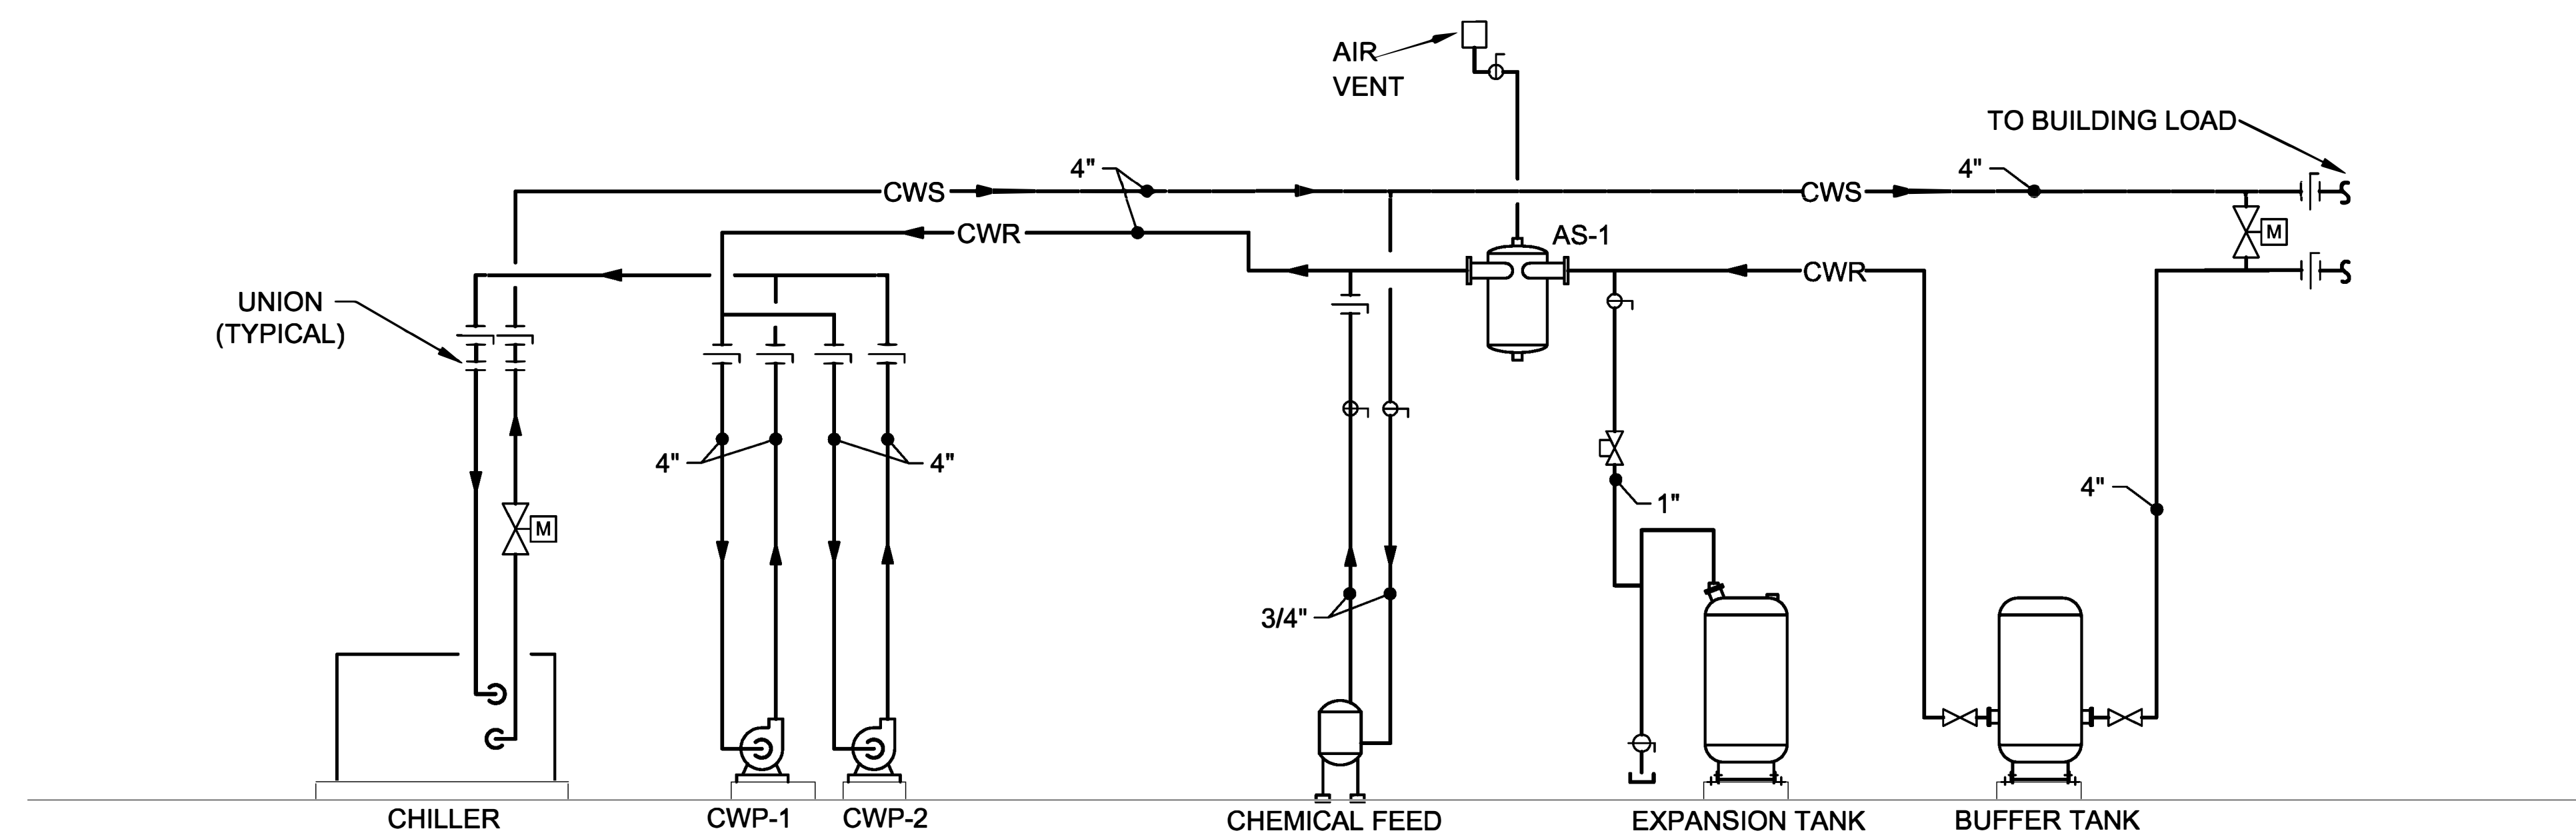 AIR
VENT
TO BUILDING LOAD
4"
4"
CWS
CWS
CWR
AS-1
M
CWR
UNION
(TYPICAL)
4"
4"
4"
1"
M
3/4"
CHILLER
CWP-1
CWP-2
CHEMICAL FEED
EXPANSION TANK
BUFFER TANK